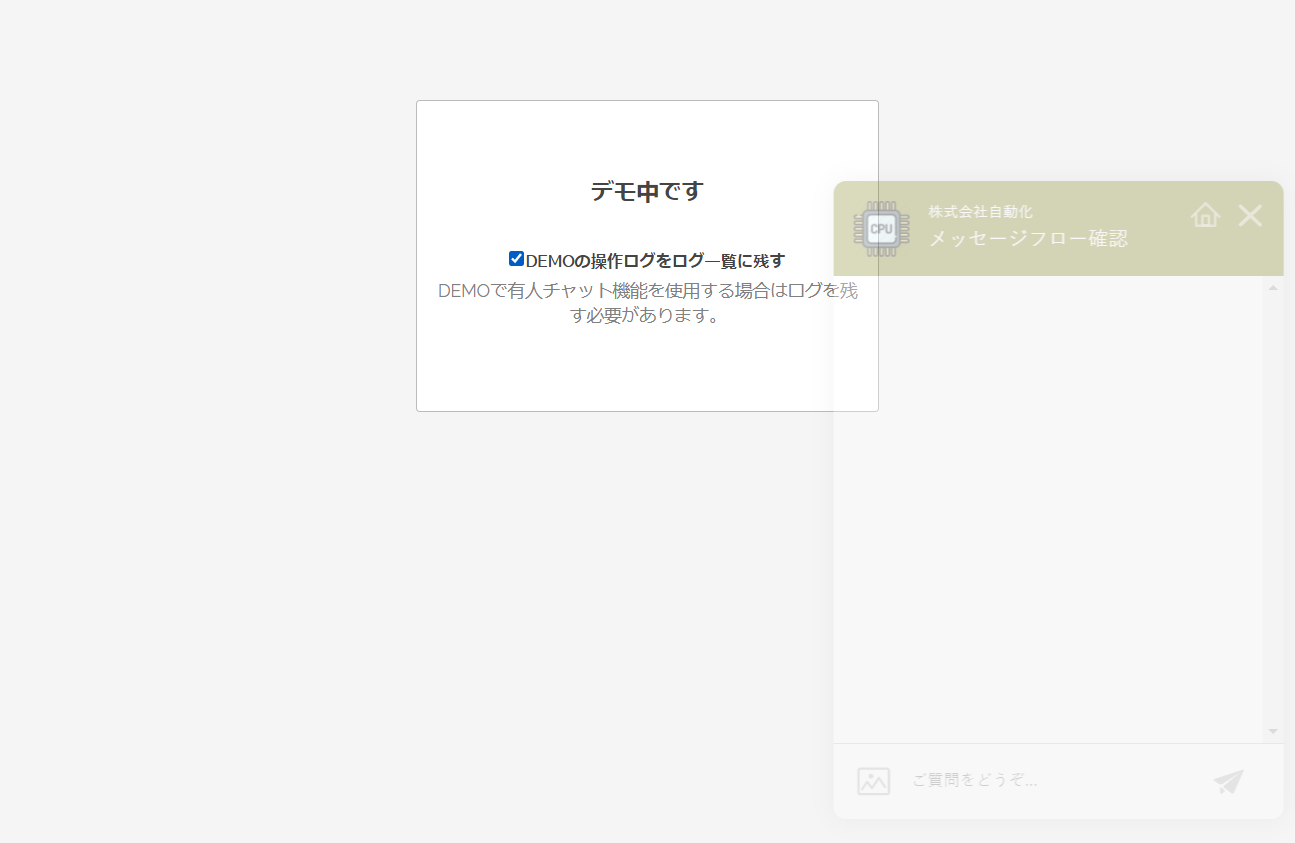 デモ中です
DEMOの操作ログをログ一覧に残す
DEMOで有人チャット機能を使用する場合はログを残
す必要があります。
CPU
株式会社自動化
メッセージフロー確認
ご質問をどうぞ...